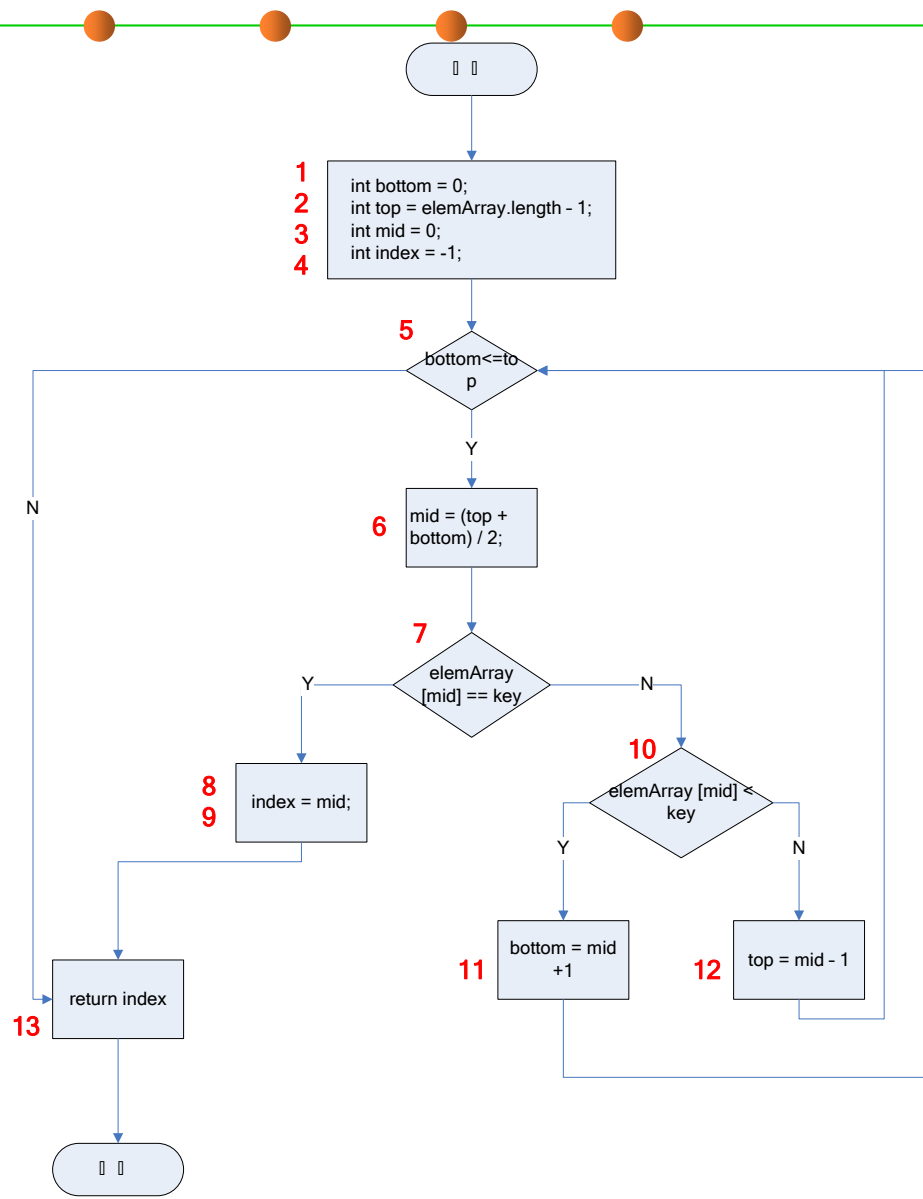 1
int bottom = 0;
2
int top = elemArray.length - 1;
3
int mid = 0;
4
int index = -1;
5
bottom<=to
p
N
Y
6
mid = (top +
bottom) / 2;
7
elemArray
[mid] == key
Y
N
10
elemArray [mid] <
key
8
9
index = mid;
Y
N
11
bottom = mid
+1
12
top = mid - 1
return index
13